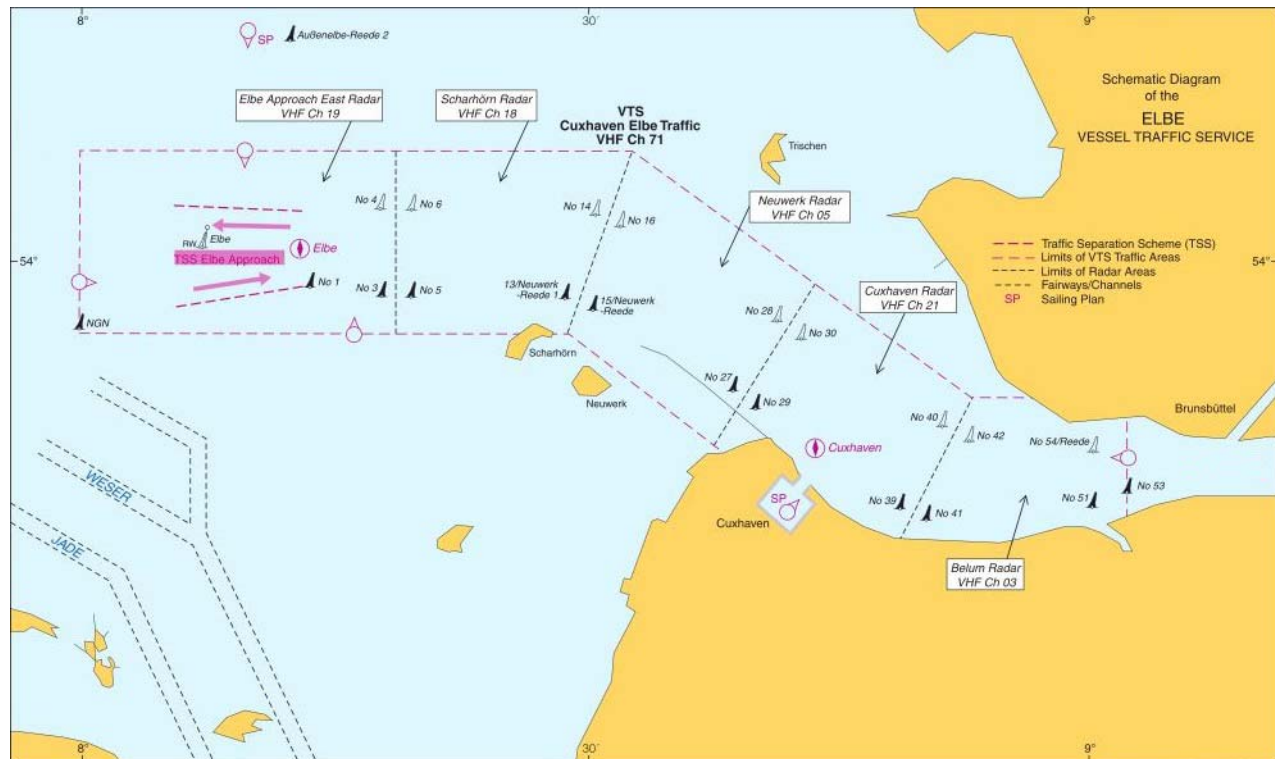 8°
30´
9°
SP
Außenelbe-Reede 2
Schematic Diagram
of the
ELBE
VESSEL TRAFFIC SERVICE
Elbe Approach East Radar
VHF Ch 19
Scharhörn Radar
VHF Ch 18
VTS
Cuxhaven Elbe Traffic
VHF Ch 71
Trischen
No 4
No 6
No 14
No 16
Neuwerk Radar
VHF Ch 05
RW
Elbe
Elbe
TSS Elbe Approach
54°
Traffic Separation Scheme (TSS)
Limits of VTS Traffic Areas
Limits of Radar Areas
Fairways/Channels
SP Sailing Plan
54°
No 1
No 3
No 5
13/Neuwerk
-Reede 1
15/Neuwerk
-Reede
Cuxhaven Radar
VHF Ch 21
NGN
No 28
No 30
Scharhörn
Neuwerk
No 27
No 29
No 40
No 42
Brunsbüttel
No 54/Reede
Cuxhaven
WESER
JADE
SP
Cuxhaven
No 39
No 41
No 51
No 53
Belum Radar
VHF Ch 03
8°
30´
9°